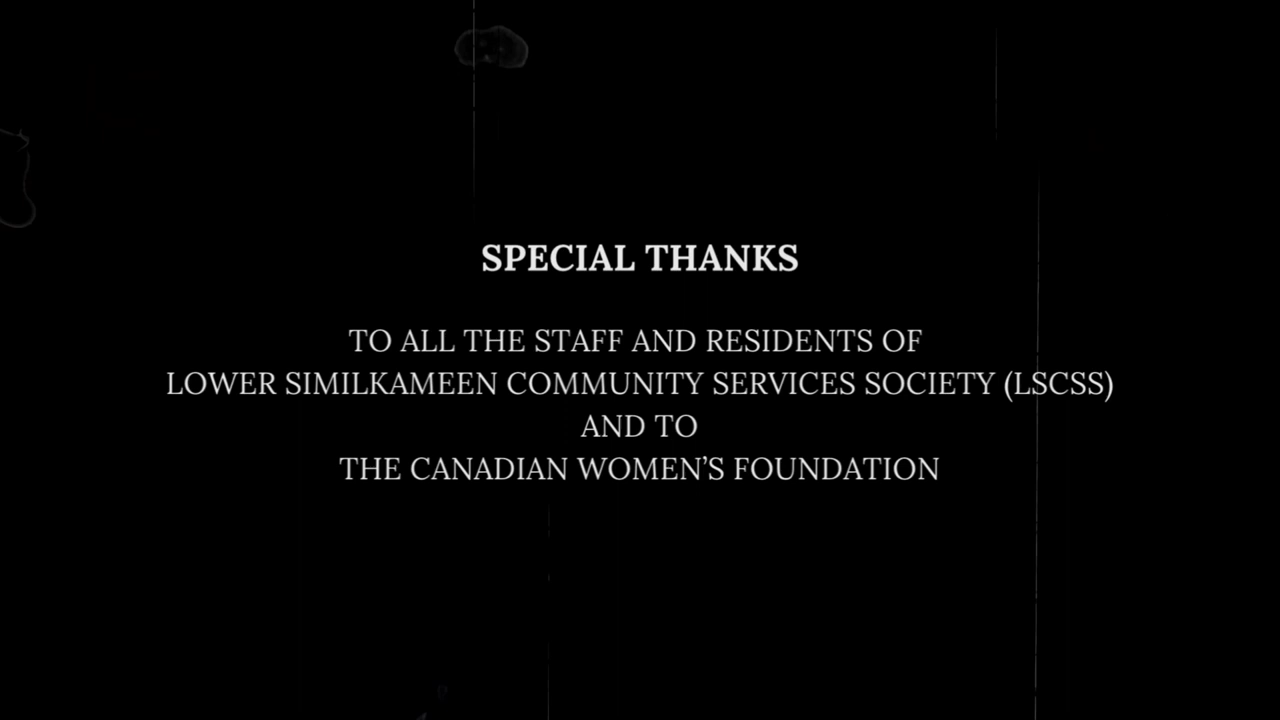 SPECIAL THANKS
TO ALL THE STAFF AND RESIDENTS OF
LOWER SIMILKAMEEN COMMUNITY SERVICES SOCIETY (LSCSS)
AND TO
THE CANADIAN WOMEN’S FOUNDATION